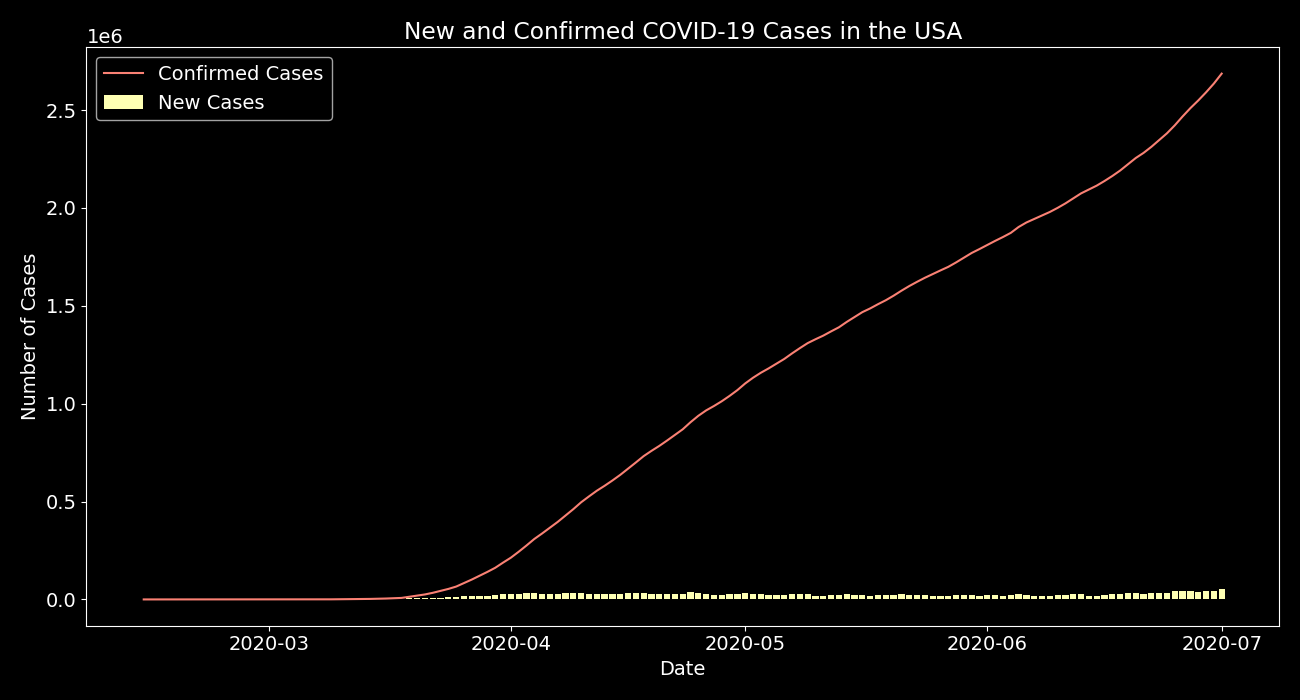 New and Confirmed COVID-19 Cases in the USA
1e6
Confirmed Cases
New Cases
2.5
2.0
1.5
1.0
0.5
0.0
Number of Cases
2020-03 2020-04 2020-05 2020-06 2020-07
Date